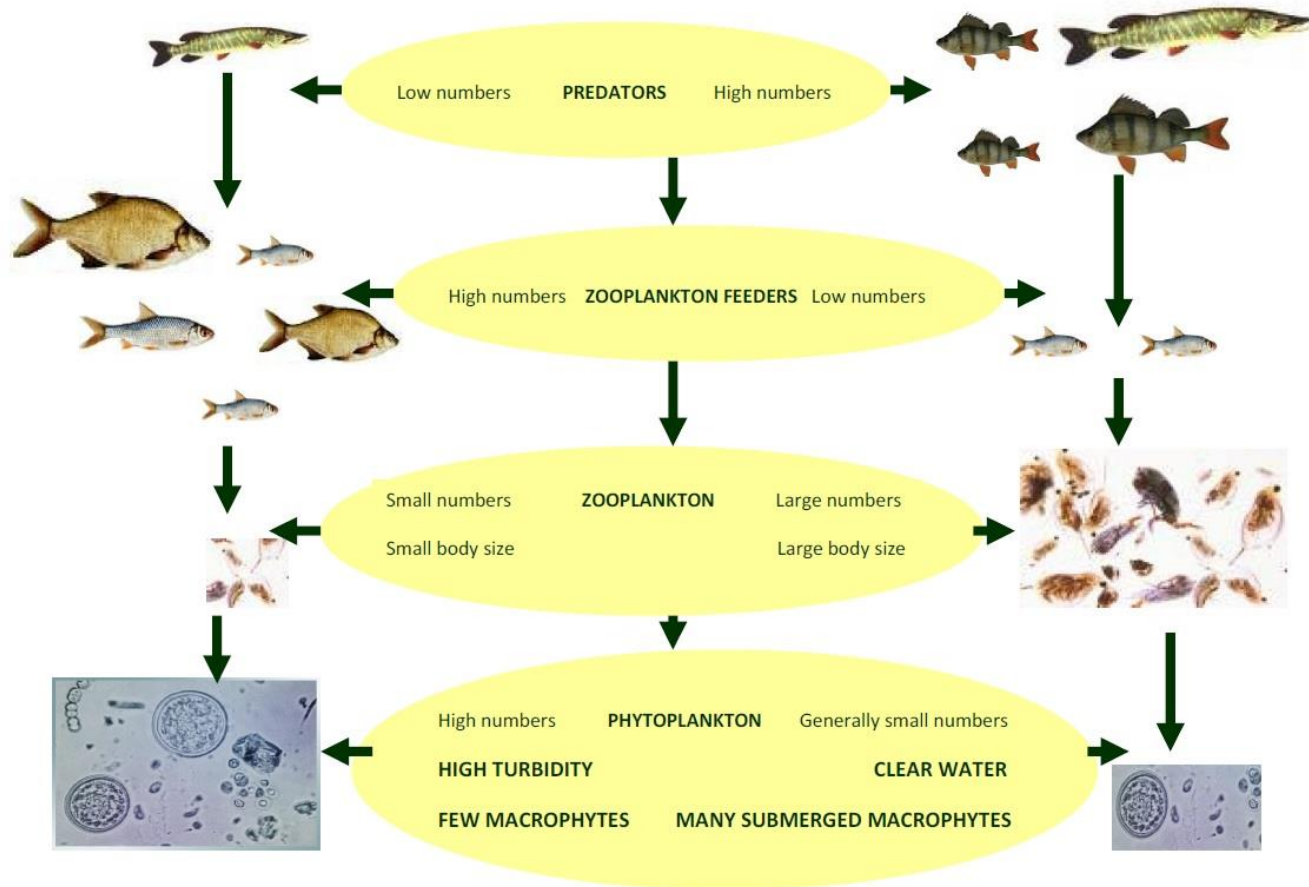 Low numbers PREDATORS High numbers
High numbers ZOOPLANKTON FEEDERS Low numbers
Small numbers ZOOPLANKTON Large numbers
Small body size Large body size
High numbers PHYTOPLANKTON Generally small numbers
HIGH TURBIDITY CLEAR WATER
FEW MACROPHYTES MANY SUBMERGED MACROPHYTES